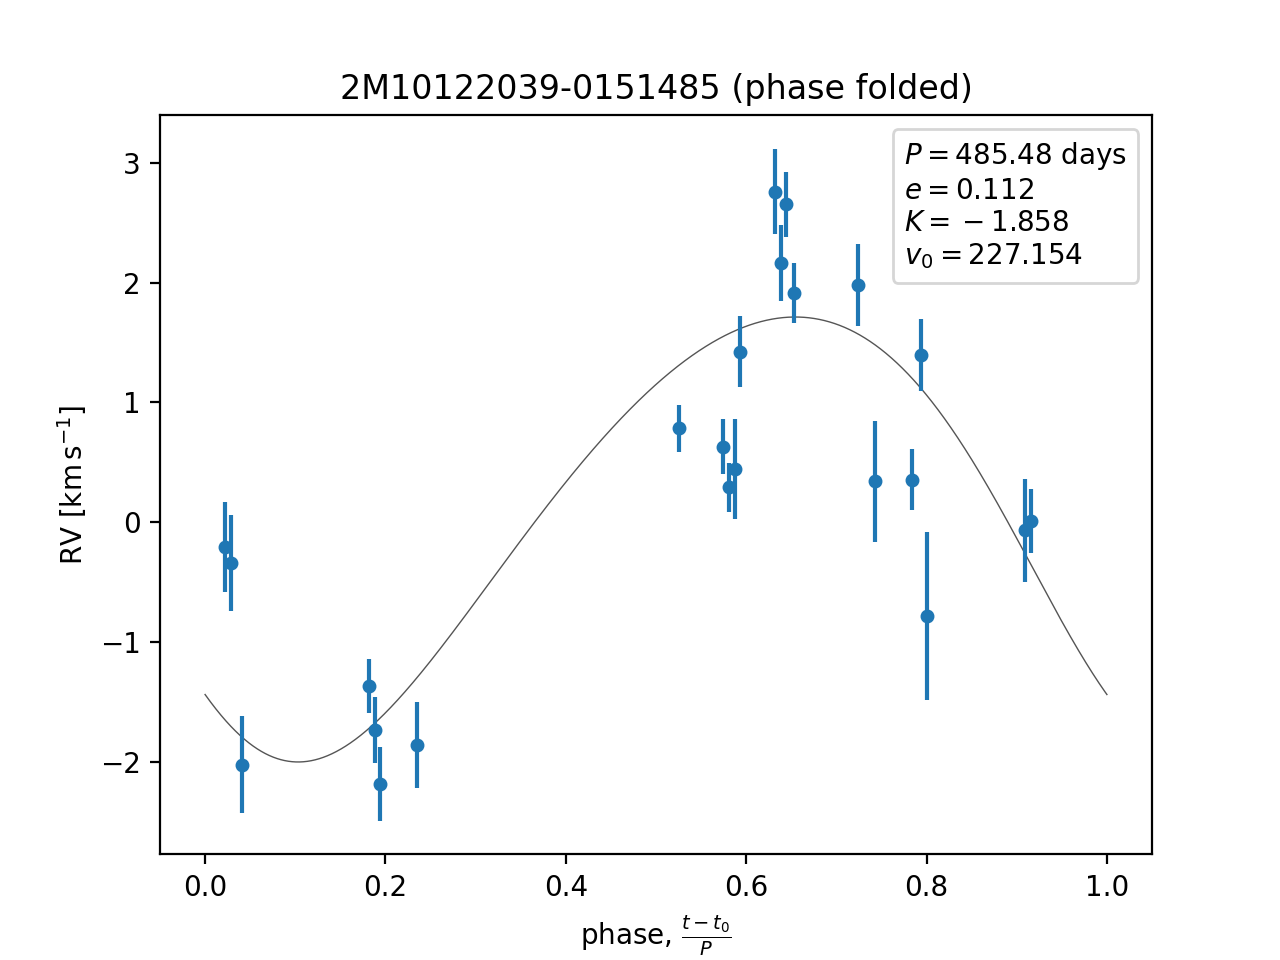 2M10122039-0151485 (phase folded)
P = 485.48 days
e = 0.112
K = −1.858
v₀ = 227.154
RV [km s⁻¹]
3
2
1
0
−1
−2
0.0 0.2 0.4 0.6 0.8 1.0
phase, (t − t₀)/P